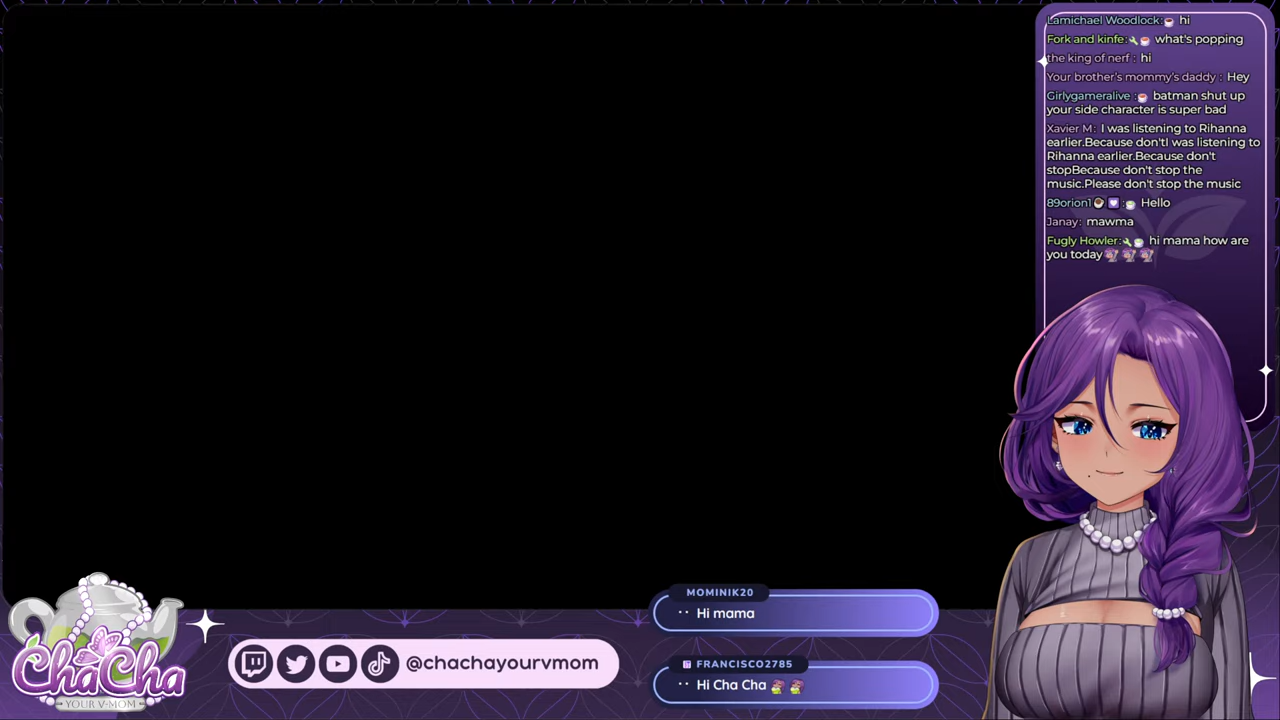 Lamichael Woodlock: hi
Fork and kinfe: what's popping
the king of nerf : hi
Your brother's mommy's daddy : Hey
Girlygameralive : batman shut up
your side character is super bad
Xavier M: I was listening to Rihanna
earlier.Because don'tI was listening to
Rihanna earlier.Because don't
stopBecause don't stop the
music.Please don't stop the music
89orion1 : Hello
Janay: mawma
Fugly Howler: hi mama how are
you today
MOMINIK20
Hi mama
FRANCISCO2785
Hi Cha Cha
@chachayourvmom
ChaCha
YOUR V-MOM